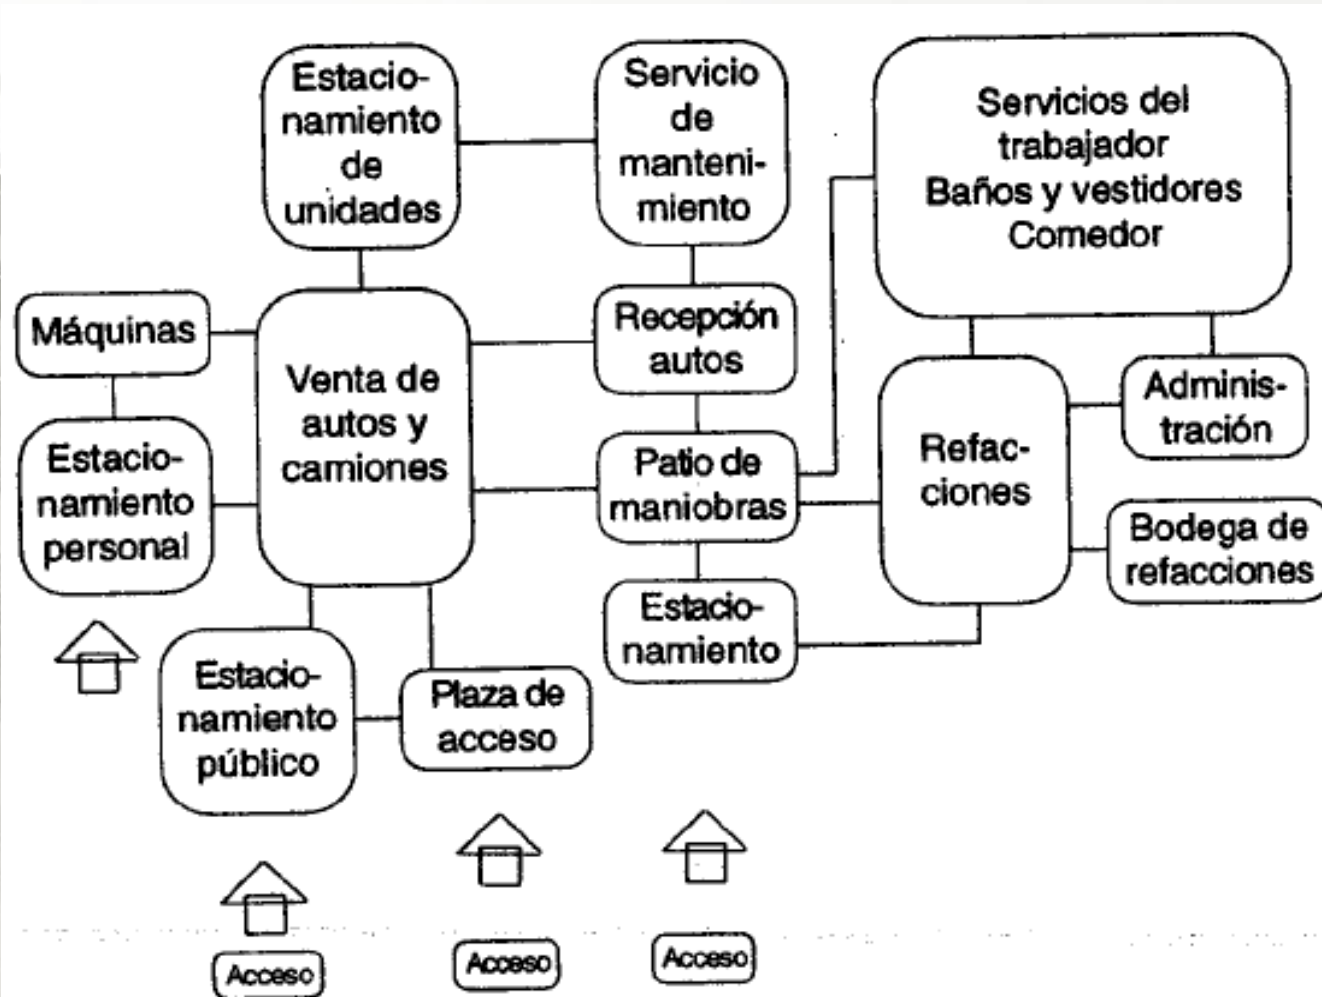 Estacio-
namiento
de
unidades
Servicio
de
manteni-
miento
Servicios del
trabajador
Baños y vestidores
Comedor
Máquinas
Venta de
autos y
camiones
Recepción
autos
Estacio-
namiento
personal
Patio de
maniobras
Refac-
ciones
Adminis-
tración
Bodega de
refacciones
Estacio-
namiento
Estacio-
namiento
público
Plaza de
acceso
Acceso
Acceso
Acceso